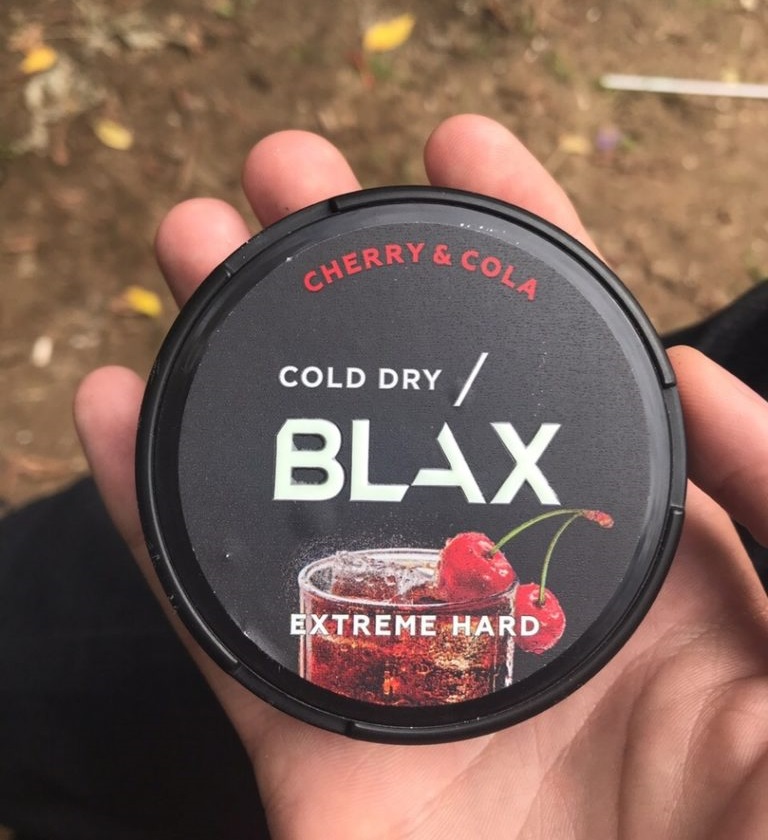 CHERRY & COLA
COLD DRY /
BLAX
EXTREME HARD